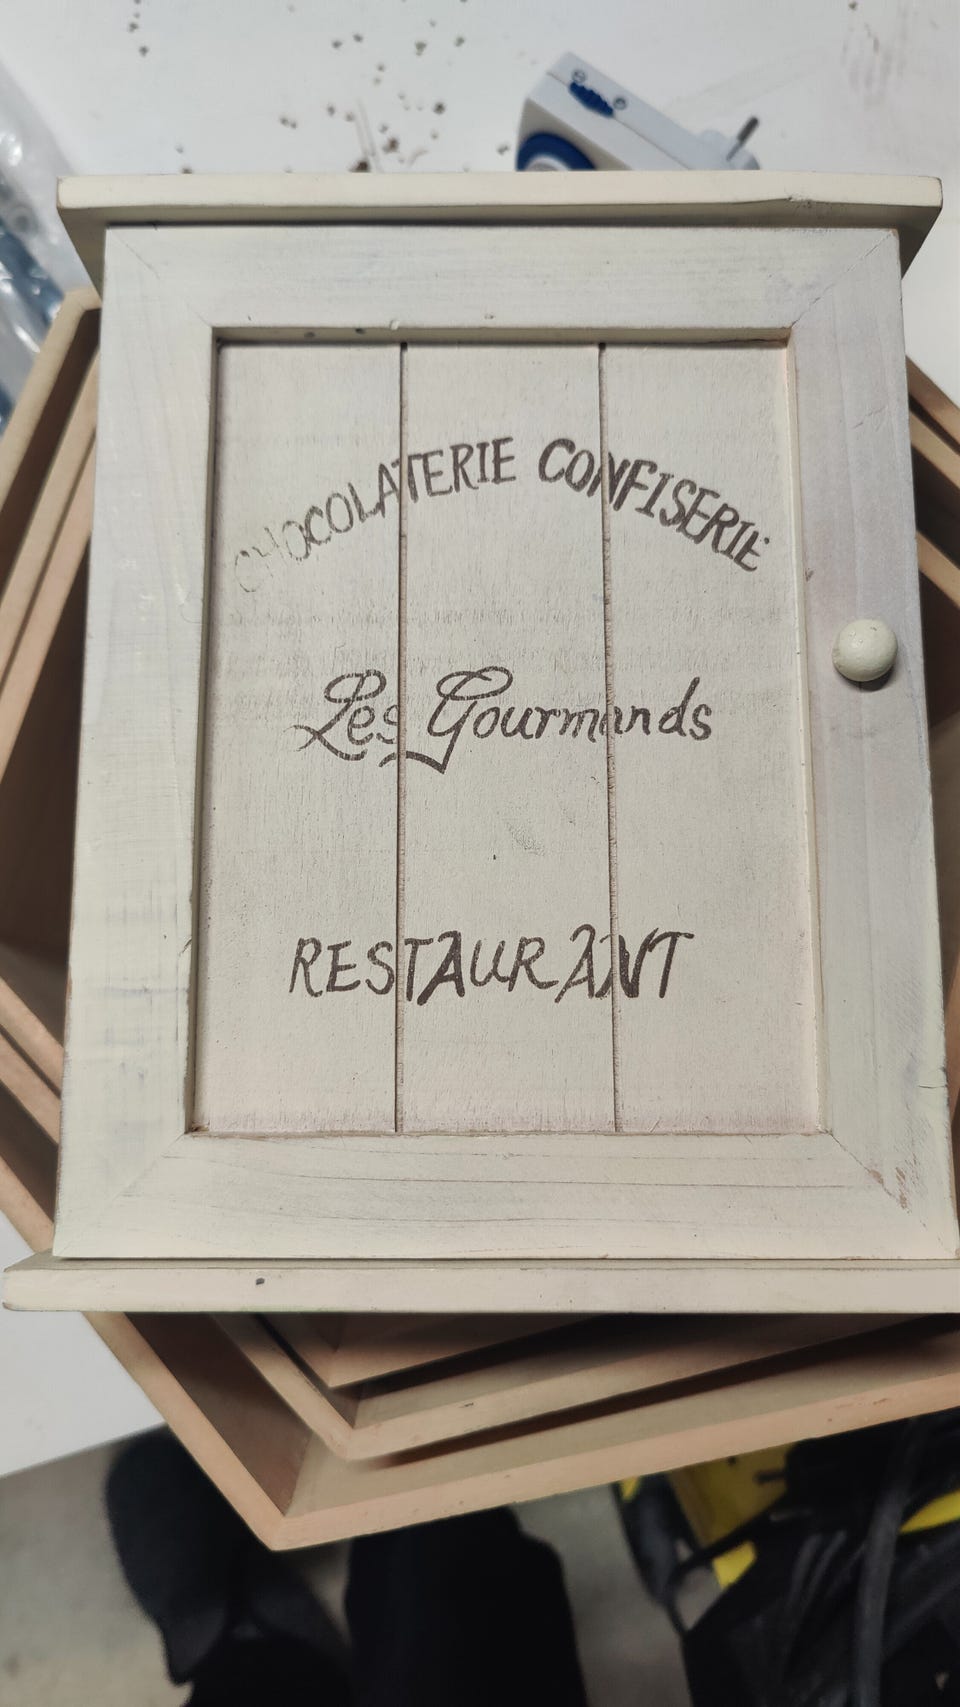 CHOCOLATERIE CONFISERIE
Les Gourmands
RESTAURANT